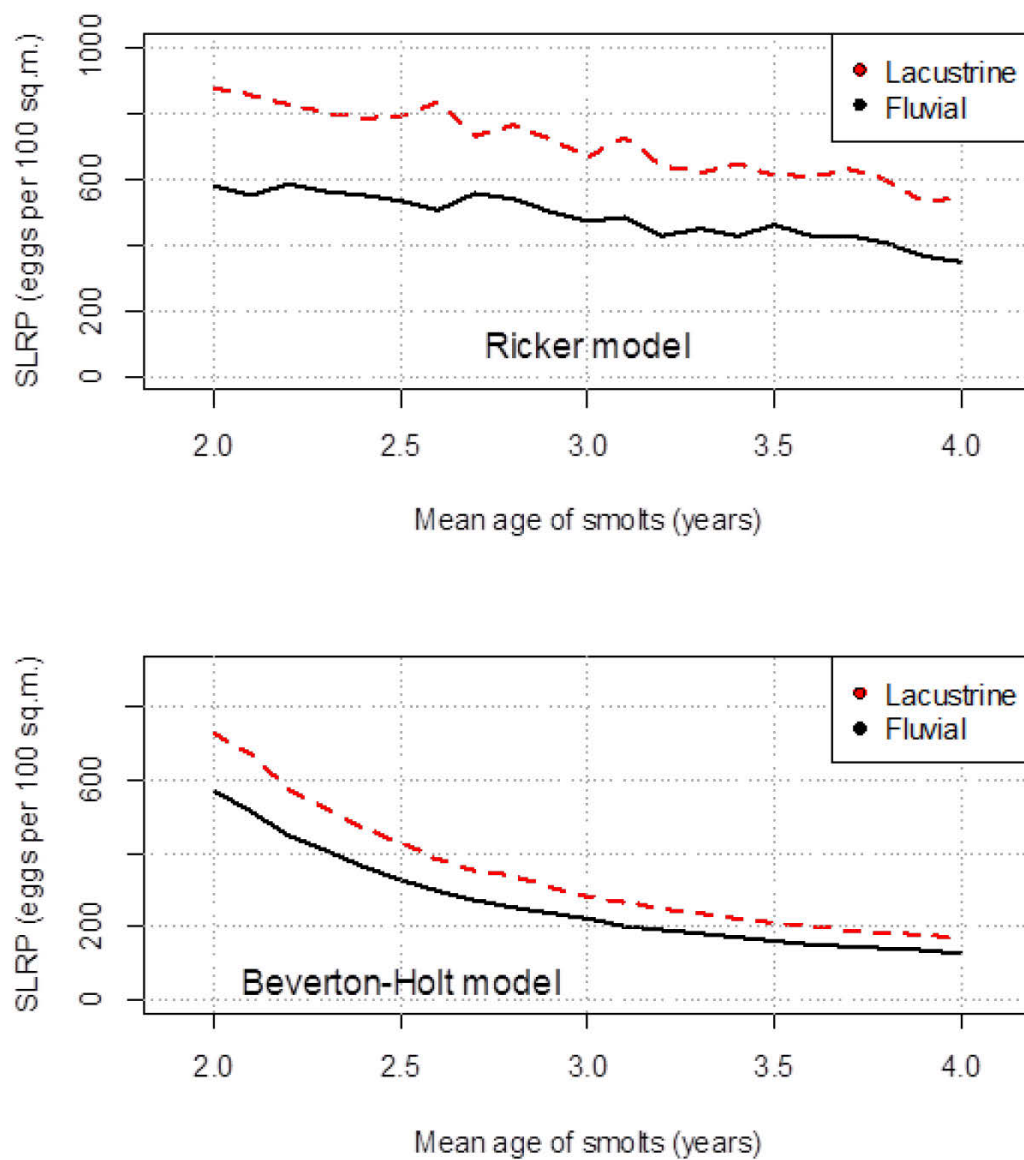 SLRP (eggs per 100 sq.m.)
1000
600
200
0
Lacustrine
Fluvial
Ricker model
2.0 2.5 3.0 3.5 4.0
Mean age of smolts (years)
SLRP (eggs per 100 sq.m.)
600
200
0
Lacustrine
Fluvial
Beverton-Holt model
2.0 2.5 3.0 3.5 4.0
Mean age of smolts (years)